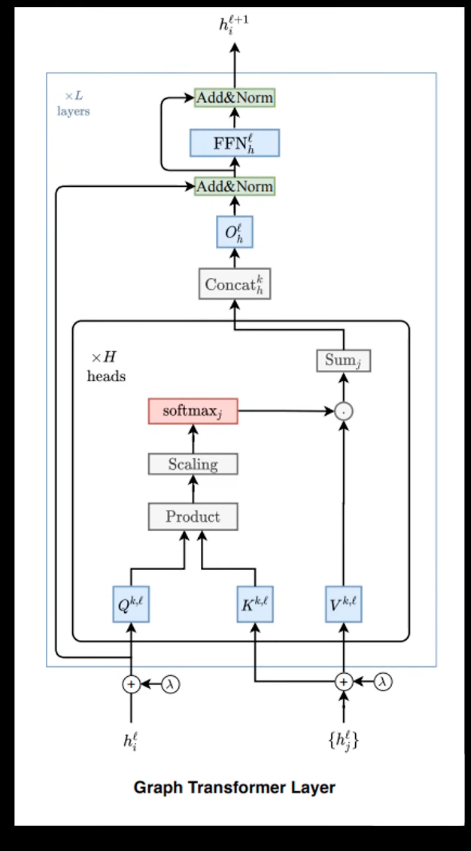 h_i^{ℓ+1}
×L
layers
Add&Norm
FFN_h^ℓ
Add&Norm
O_h^ℓ
Concat_h^k
×H
heads
Sum_j
softmax_j
·
Scaling
Product
Q^{k,ℓ}
K^{k,ℓ}
V^{k,ℓ}
+ λ
+ λ
h_i^ℓ
{h_j^ℓ}
Graph Transformer Layer